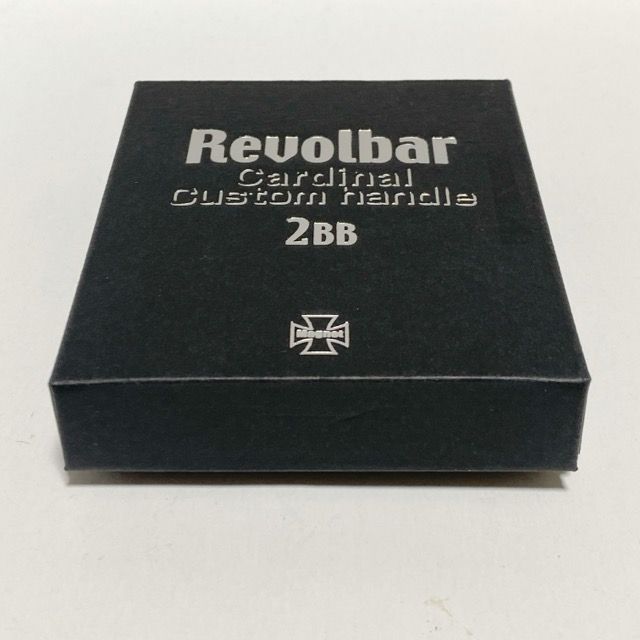 Revolbar
Cardinal
Custom handle
2BB